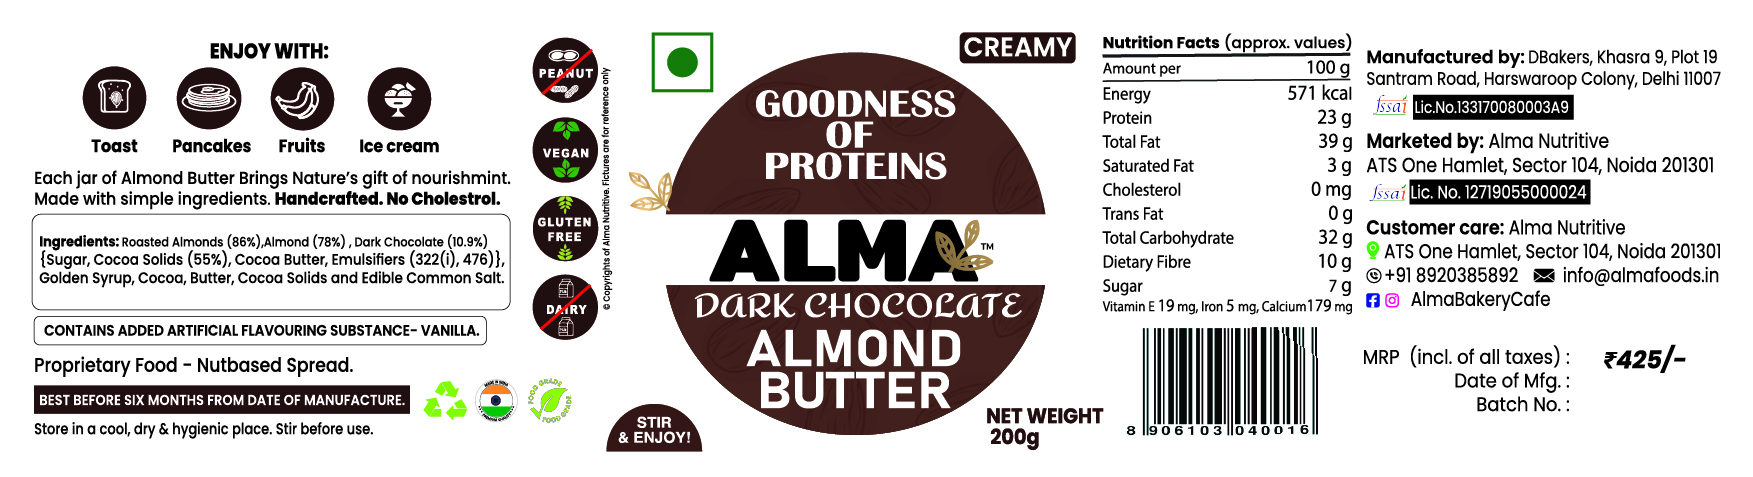 ENJOY WITH:
Toast
Pancakes
Fruits
Ice cream
Each jar of Almond Butter Brings Nature's gift of nourishmint.
Made with simple ingredients. Handcrafted. No Cholestrol.
Ingredients: Roasted Almonds (86%),Almond (78%) , Dark Chocolate (10.9%)
{Sugar, Cocoa Solids (55%), Cocoa Butter, Emulsifiers (322(i), 476)},
Golden Syrup, Cocoa, Butter, Cocoa Solids and Edible Common Salt.
CONTAINS ADDED ARTIFICIAL FLAVOURING SUBSTANCE- VANILLA.
Proprietary Food - Nutbased Spread.
BEST BEFORE SIX MONTHS FROM DATE OF MANUFACTURE.
MADE IN INDIA
FOOD GRADE
FOOD GRADE
Store in a cool, dry & hygienic place. Stir before use.
PEANUT
VEGAN
GLUTEN
FREE
DAIRY
© Copyrights of Alma Nutritive. Fictures are for reference only
STIR
& ENJOY!
CREAMY
GOODNESS
OF
PROTEINS
ALMA™
DARK CHOCOLATE
ALMOND
BUTTER
NET WEIGHT
200g
Nutrition Facts (approx. values)
Amount per 100 g
Energy 571 kcal
Protein 23 g
Total Fat 39 g
Saturated Fat 3 g
Cholesterol 0 mg
Trans Fat 0 g
Total Carbohydrate 32 g
Dietary Fibre 10 g
Sugar 7 g
Vitamin E 19 mg, Iron 5 mg, Calcium 179 mg
8 906103 040016
Manufactured by: DBakers, Khasra 9, Plot 19
Santram Road, Harswaroop Colony, Delhi 11007
fssai Lic.No.133170080003A9
Marketed by: Alma Nutritive
ATS One Hamlet, Sector 104, Noida 201301
fssai Lic. No. 12719055000024
Customer care: Alma Nutritive
ATS One Hamlet, Sector 104, Noida 201301
+91 8920385892 info@almafoods.in
AlmaBakeryCafe
MRP (incl. of all taxes) : ₹425/-
Date of Mfg. :
Batch No. :